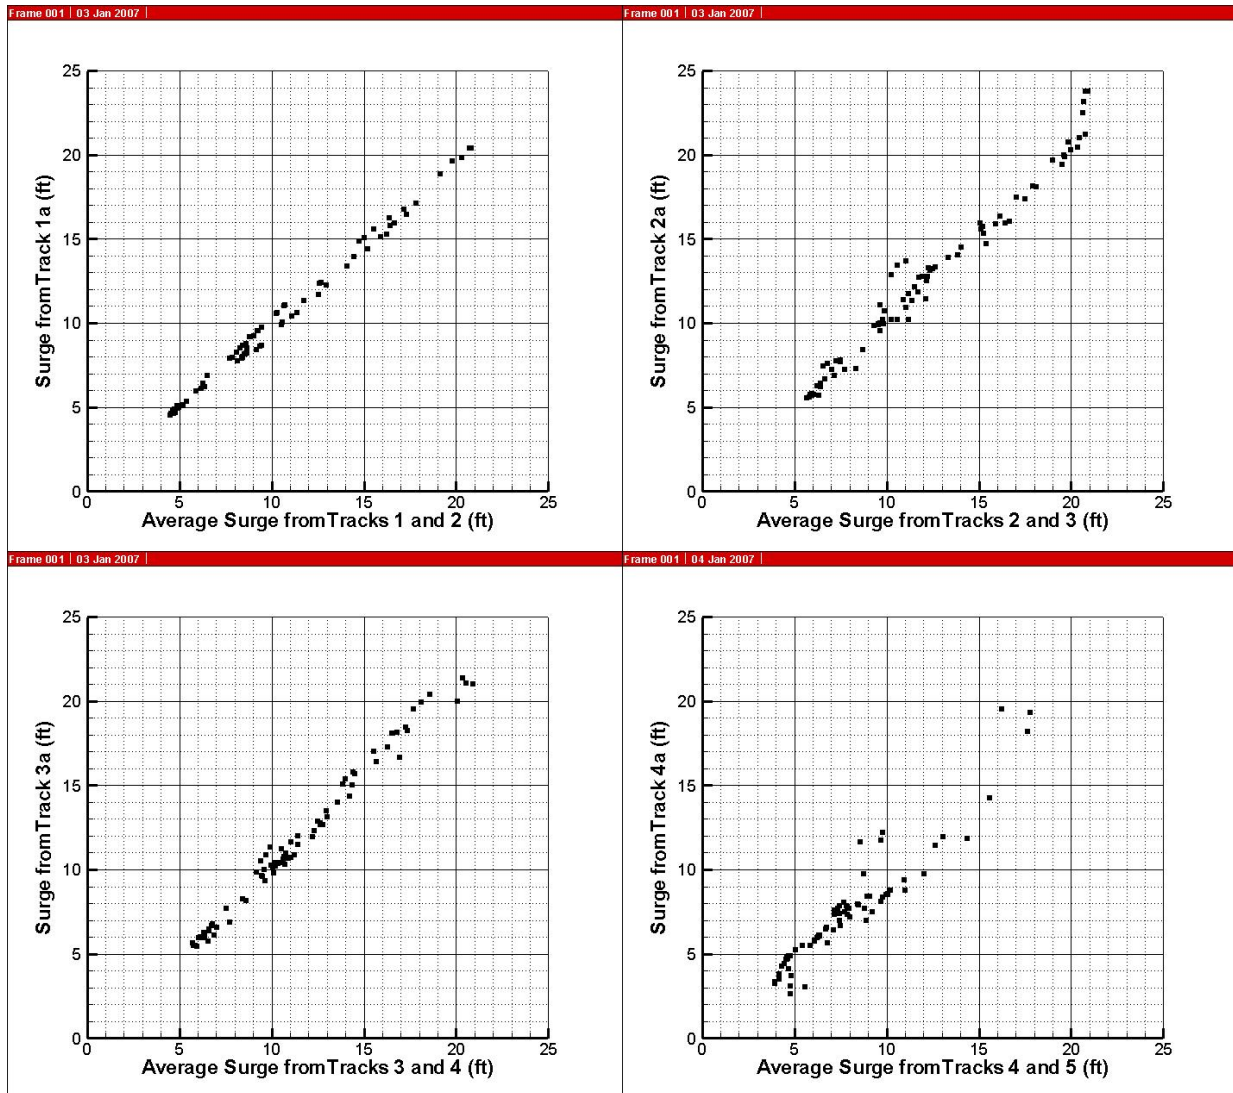 Frame 001 | 03 Jan 2007 |
25
20
15
10
5
0
Surge from Track 1a (ft)
0 5 10 15 20 25
Average Surge from Tracks 1 and 2 (ft)
Frame 001 | 03 Jan 2007 |
25
20
15
10
5
0
Surge from Track 2a (ft)
0 5 10 15 20 25
Average Surge from Tracks 2 and 3 (ft)
Frame 001 | 03 Jan 2007 |
25
20
15
10
5
0
Surge from Track 3a (ft)
0 5 10 15 20 25
Average Surge from Tracks 3 and 4 (ft)
Frame 001 | 04 Jan 2007 |
25
20
15
10
5
0
Surge from Track 4a (ft)
0 5 10 15 20 25
Average Surge from Tracks 4 and 5 (ft)